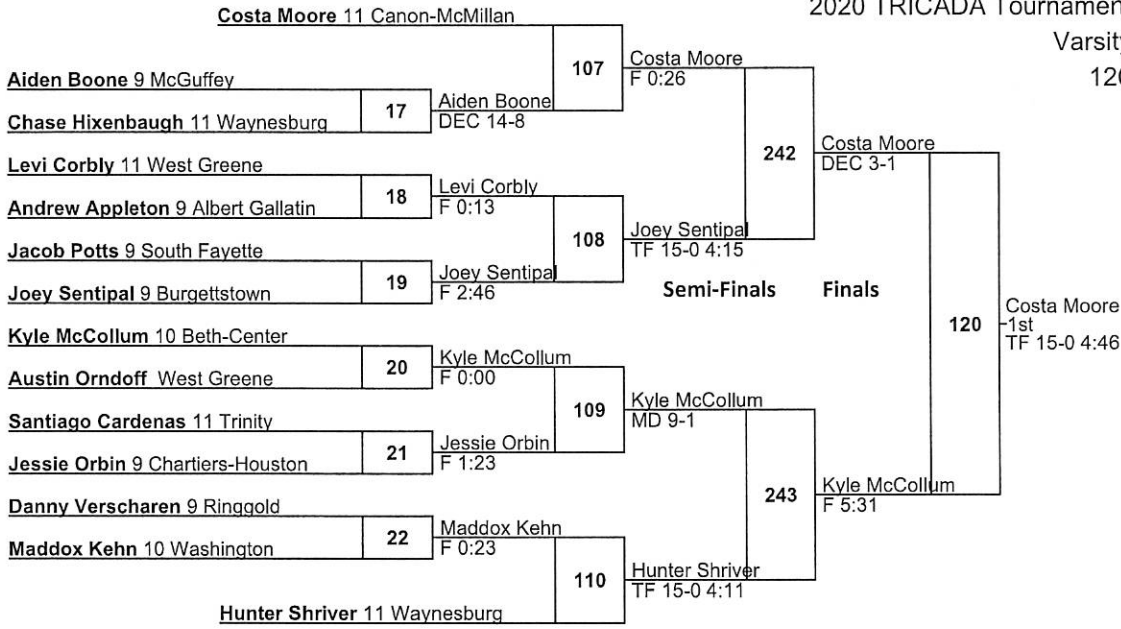 2020 TRICADA Tournamen
Varsity
120
Costa Moore 11 Canon-McMillan
107
Costa Moore
F 0:26
Aiden Boone 9 McGuffey
17
Aiden Boone
DEC 14-8
Chase Hixenbaugh 11 Waynesburg
242
Costa Moore
DEC 3-1
Levi Corbly 11 West Greene
18
Levi Corbly
F 0:13
Andrew Appleton 9 Albert Gallatin
108
Joey Sentipal
TF 15-0 4:15
Jacob Potts 9 South Fayette
19
Joey Sentipal
F 2:46
Joey Sentipal 9 Burgettstown
Semi-Finals
Finals
120
Costa Moore
1st
TF 15-0 4:46
Kyle McCollum 10 Beth-Center
20
Kyle McCollum
F 0:00
Austin Orndoff West Greene
109
Kyle McCollum
MD 9-1
Santiago Cardenas 11 Trinity
21
Jessie Orbin
F 1:23
Jessie Orbin 9 Chartiers-Houston
243
Kyle McCollum
F 5:31
Danny Verscharen 9 Ringgold
22
Maddox Kehn
F 0:23
Maddox Kehn 10 Washington
110
Hunter Shriver
TF 15-0 4:11
Hunter Shriver 11 Waynesburg